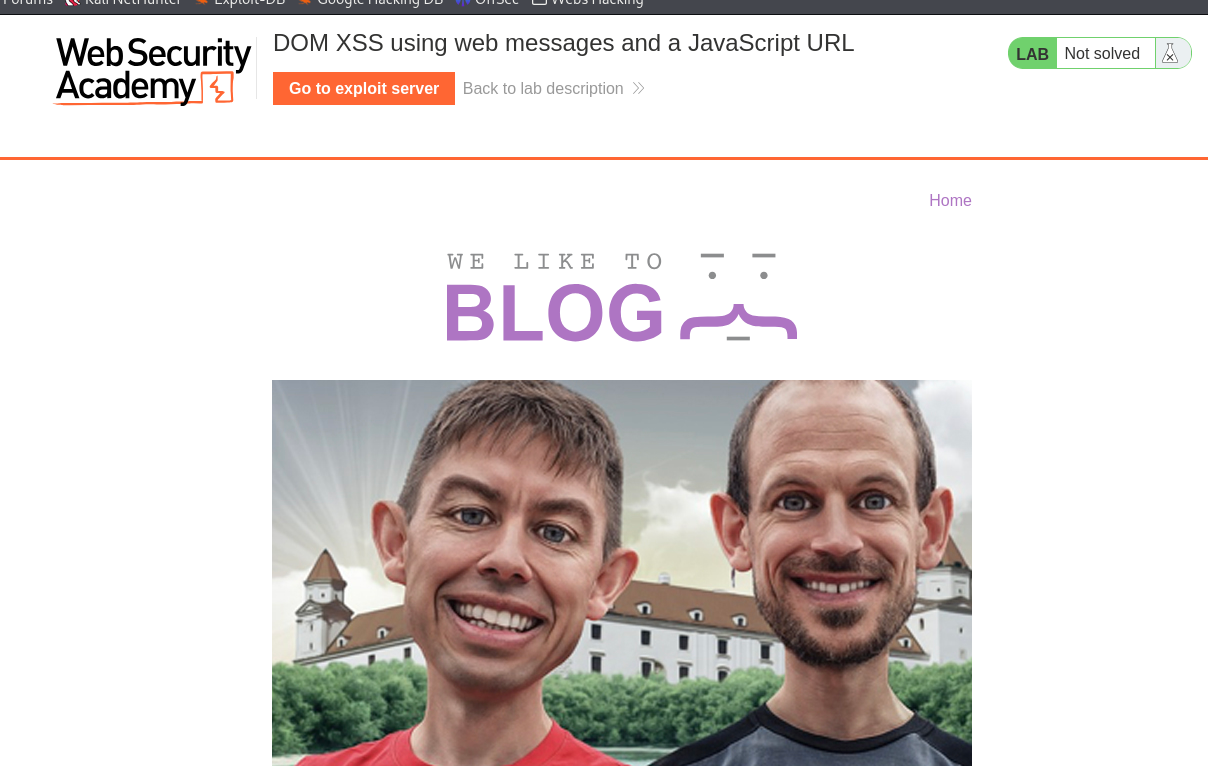 Forums Kali NetHunter Exploit-DB Google Hacking DB OffSec Webs Hacking
Web Security
Academy
DOM XSS using web messages and a JavaScript URL
LAB Not solved
Go to exploit server Back to lab description
Home
WE LIKE TO
BLOG